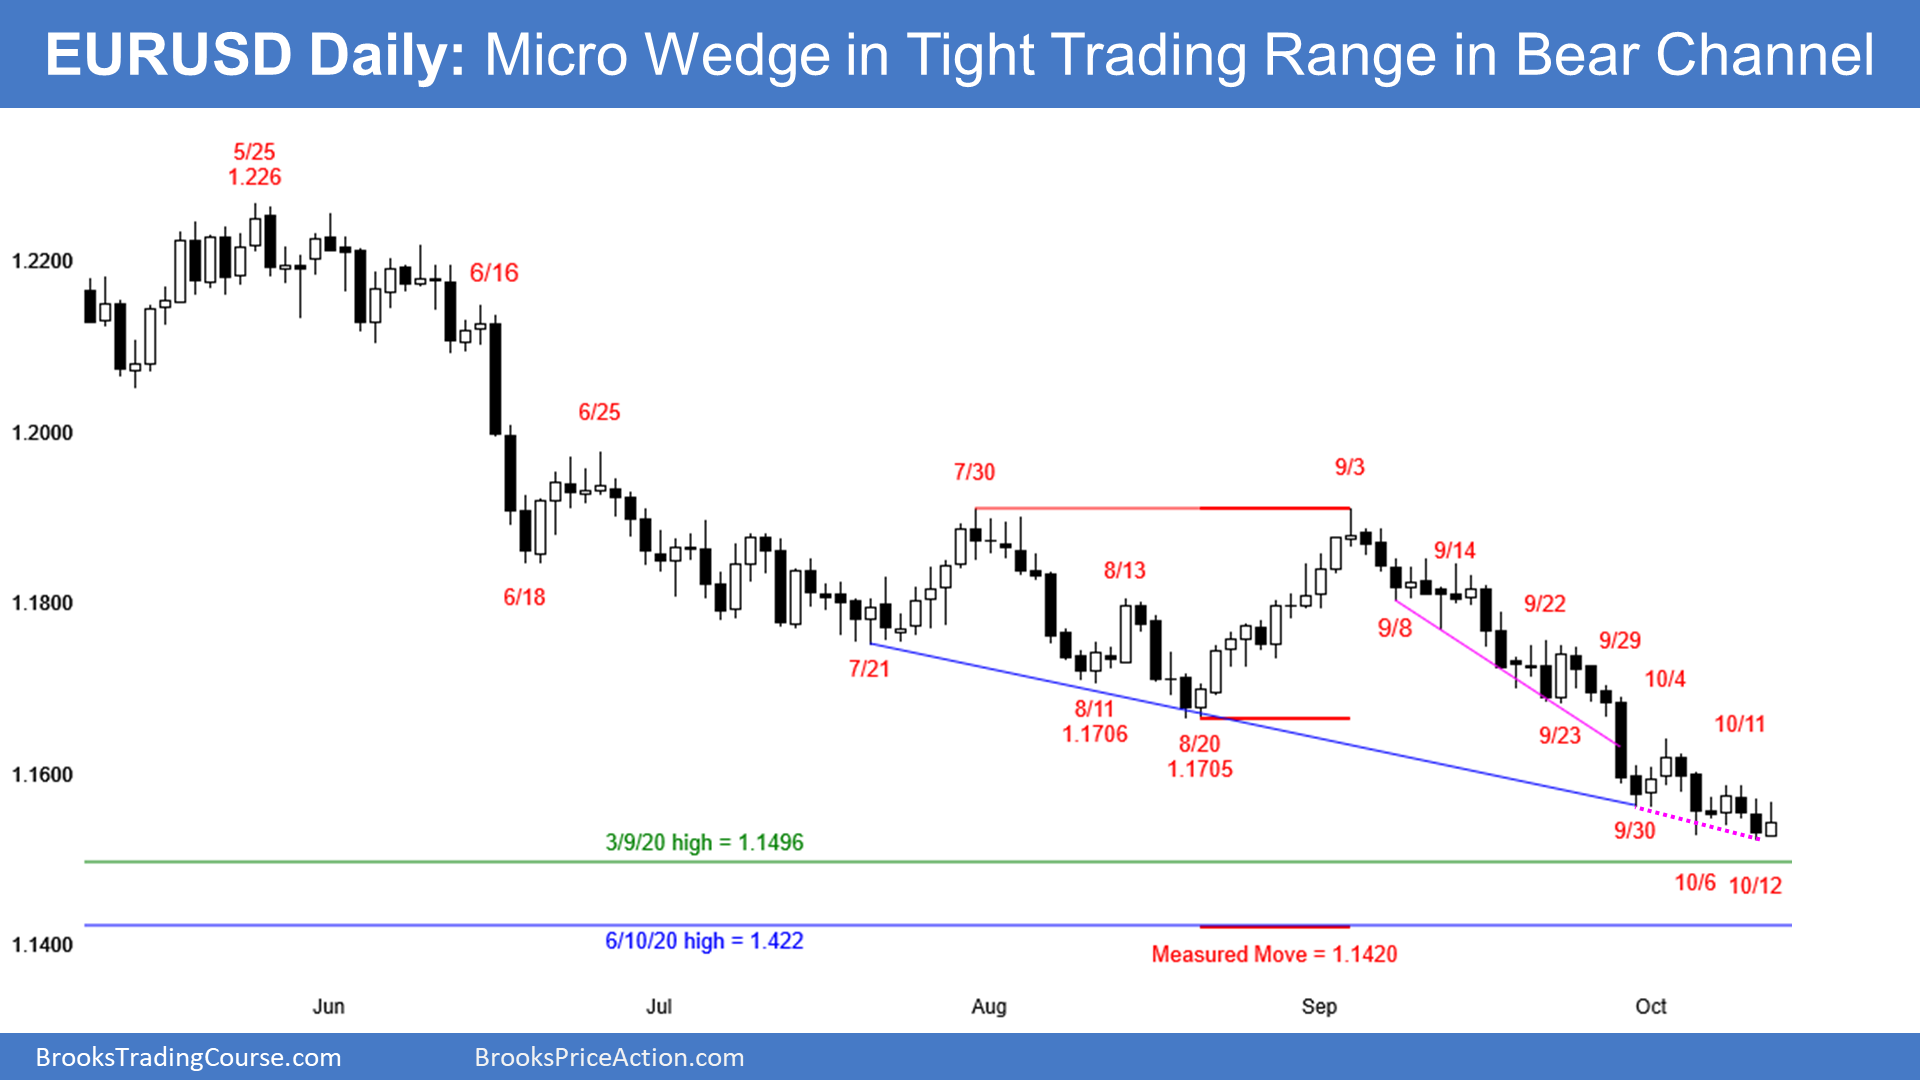 EURUSD Daily: Micro Wedge in Tight Trading Range in Bear Channel
5/25
1.226
1.2200
6/16
1.2000
6/25
7/30
9/3
9/14
8/13
6/18
1.1800
9/22
9/8
9/29
7/21
10/4
8/11
1.1706
10/11
9/23
8/20
1.1705
1.1600
9/30
3/9/20 high = 1.1496
10/6
10/12
6/10/20 high = 1.422
1.1400
Measured Move = 1.1420
Jun
Jul
Aug
Sep
Oct
BrooksTradingCourse.com
BrooksPriceAction.com